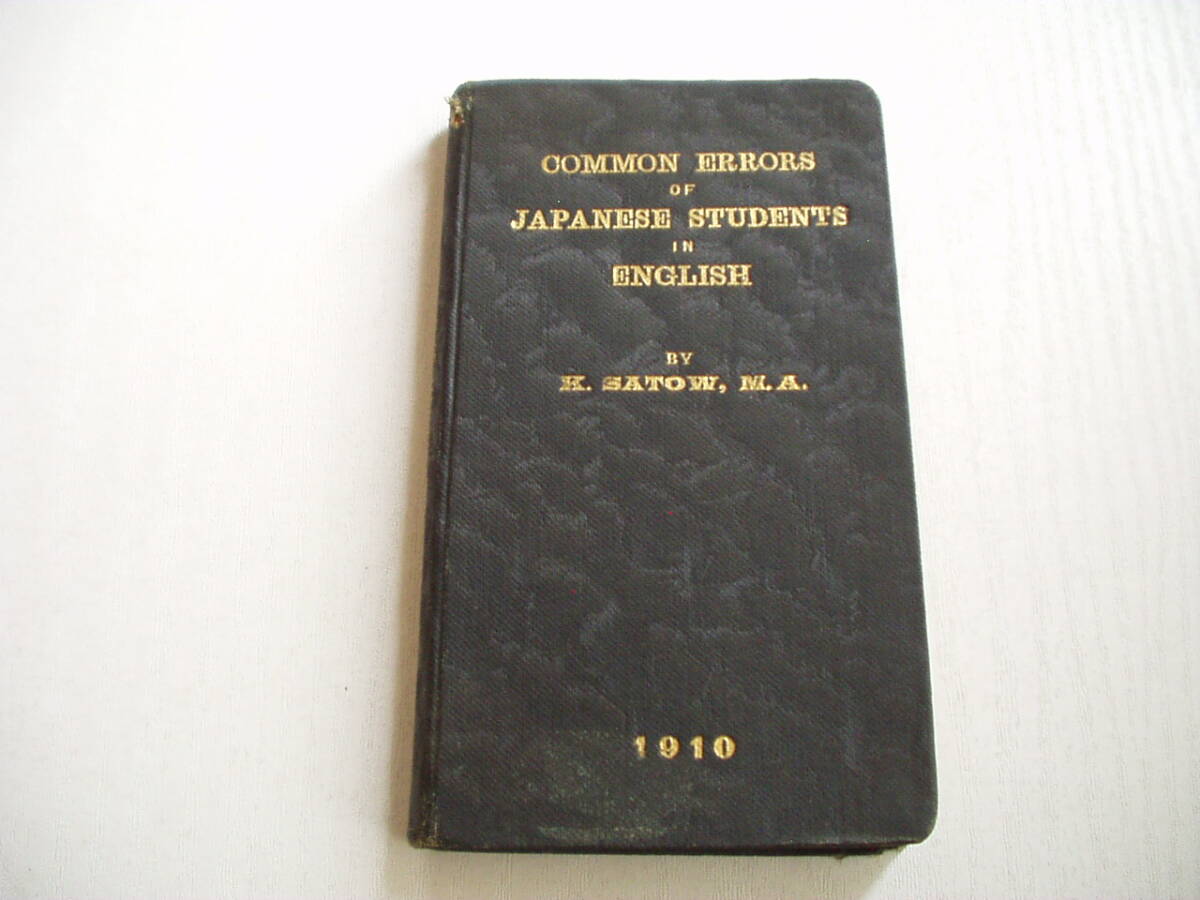 COMMON ERRORS
OF
JAPANESE STUDENTS
IN
ENGLISH
BY
K. SATOW, M.A.
1910